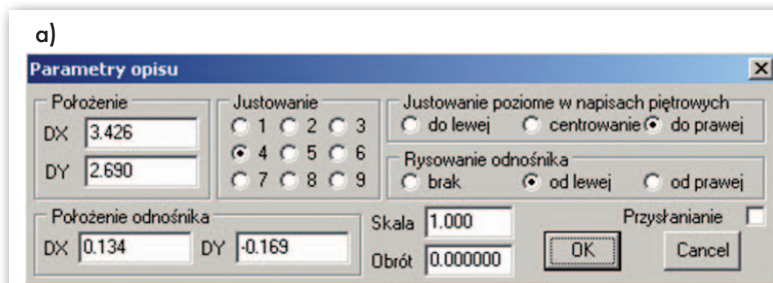 a)
Parametry opisu
Położenie
DX 3.426
DY 2.690
Justowanie
1 2 3
4 5 6
7 8 9
Justowanie poziome w napisach piętrowych
do lewej centrowanie do prawej
Rysowanie odnośnika
brak od lewej od prawej
Położenie odnośnika
DX 0.134 DY -0.169
Skala 1.000
Obrót 0.000000
Przysłanianie
OK Cancel